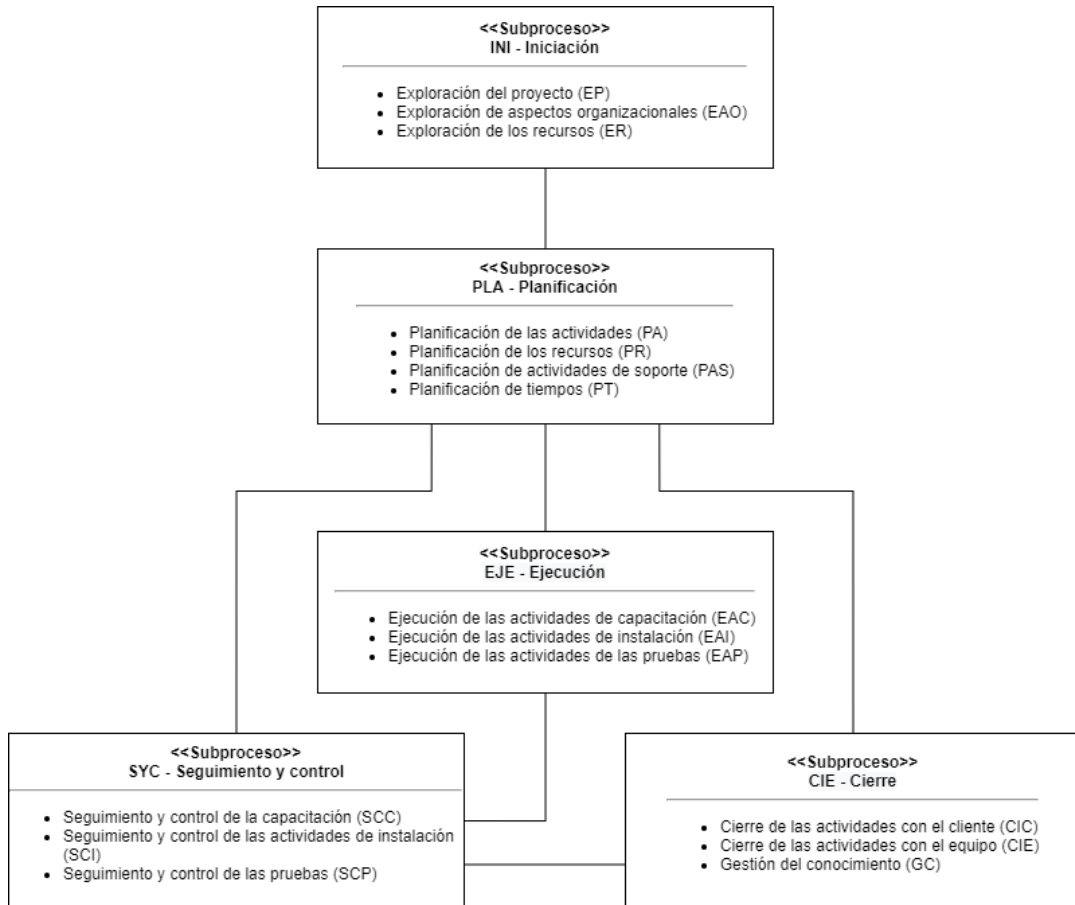 <<Subproceso>>
INI - Iniciación
Exploración del proyecto (EP)
Exploración de aspectos organizacionales (EAO)
Exploración de los recursos (ER)
<<Subproceso>>
PLA - Planificación
Planificación de las actividades (PA)
Planificación de los recursos (PR)
Planificación de actividades de soporte (PAS)
Planificación de tiempos (PT)
<<Subproceso>>
EJE - Ejecución
Ejecución de las actividades de capacitación (EAC)
Ejecución de las actividades de instalación (EAI)
Ejecución de las actividades de las pruebas (EAP)
<<Subproceso>>
SYC - Seguimiento y control
Seguimiento y control de la capacitación (SCC)
Seguimiento y control de las actividades de instalación
(SCI)
Seguimiento y control de las pruebas (SCP)
<<Subproceso>>
CIE - Cierre
Cierre de las actividades con el cliente (CIC)
Cierre de las actividades con el equipo (CIE)
Gestión del conocimiento (GC)